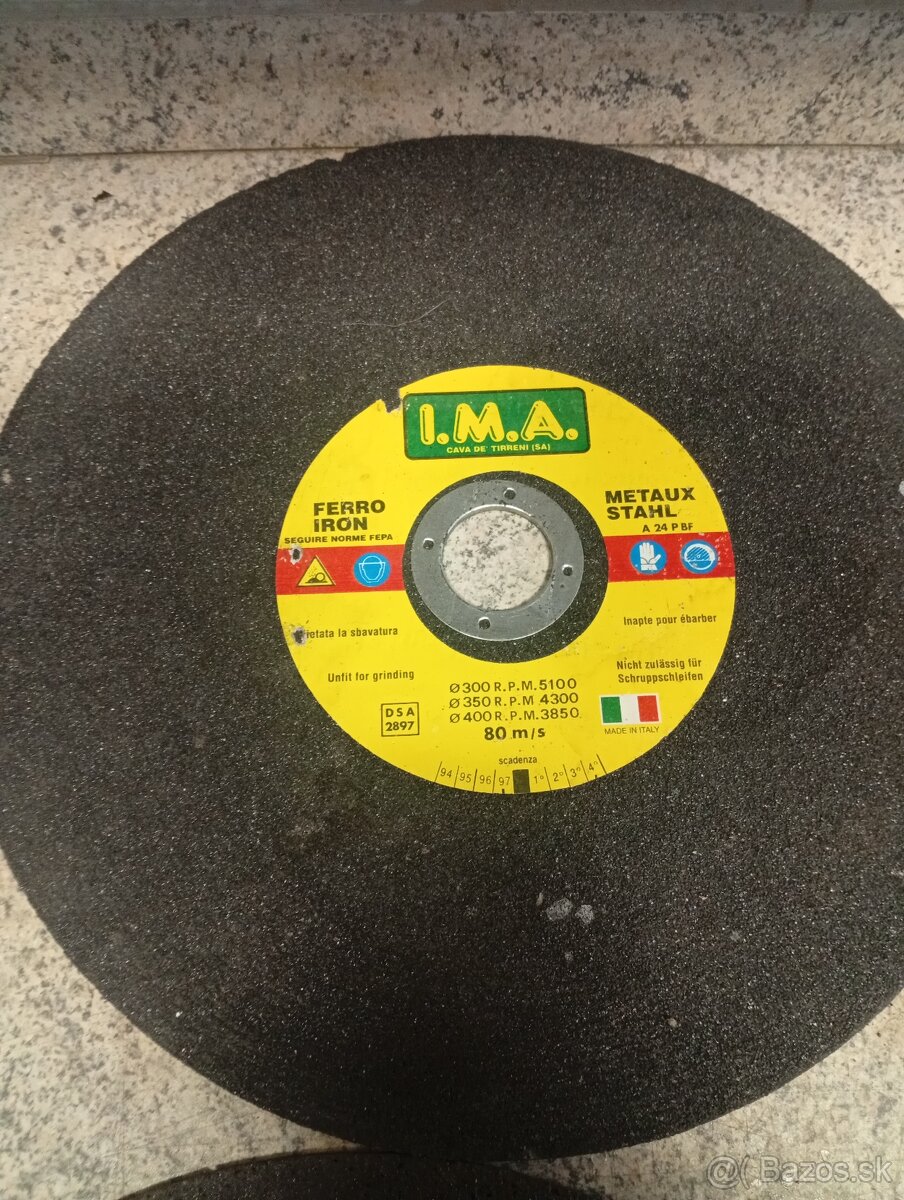 I.M.A.
CAVA DE' TIRRENI (SA)
FERRO
IRON
SEGUIRE NORME FEPA
METAUX
STAHL
A 24 P BF
ietata la sbavatura
Inapte pour ébarber
Unfit for grinding
Nicht zulässig für
Schruppschleifen
Ø300 R.P.M.5100
Ø350 R.P.M 4300
Ø400 R.P.M.3850
80 m/s
DSA
2897
MADE IN ITALY
scadenza
94 95 96 97 1° 2° 3° 4°
@ Bazos.sk